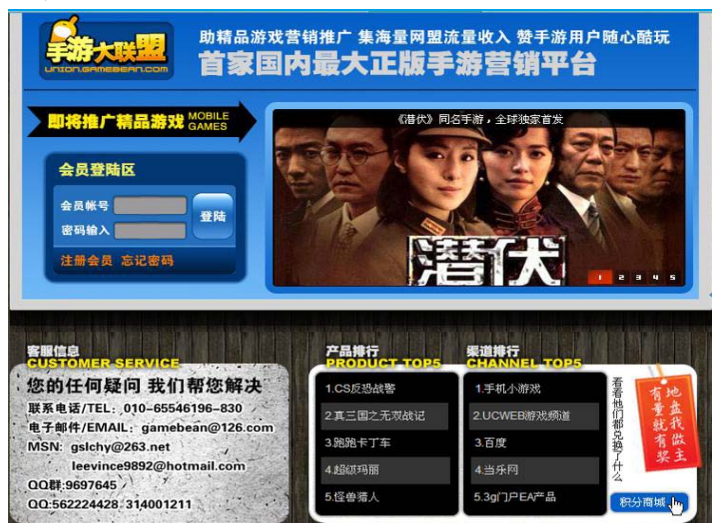 手游大联盟
UNION.GAMEBEAN.COM
助精品游戏营销推广 集海量网盟流量收入 赞手游用户随心酷玩
首家国内最大正版手游营销平台
即将推广精品游戏 MOBILE GAMES
《潜伏》同名手游，全球独家首发
潜伏
1 2 3 4 5
会员登陆区
会员帐号
密码输入
登陆
注册会员 忘记密码
客服信息
CUSTOMER SERVICE
您的任何疑问 我们帮您解决
联系电话/TEL: 010-65546196-830
电子邮件/EMAIL: gamebean@126.com
MSN: gslchy@263.net
leevince9892@hotmail.com
QQ群:9697645
QQ:562224428 314001211
产品排行
PRODUCT TOP5
1.CS反恐战警
2.真三国之无双战记
3.跑跑卡丁车
4.超级玛丽
5.怪兽猎人
渠道排行
CHANNEL TOP5
1.手机小游戏
2.UCWEB游戏频道
3.百度
4.当乐网
5.3g门户EA产品
看看他们都兑换了什么
地盘我做主
有量就有奖
积分商城